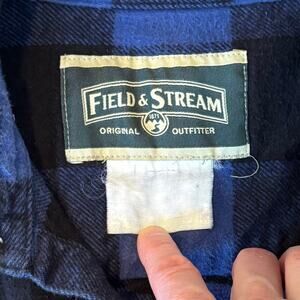 FIELD & STREAM
1871
ORIGINAL OUTFITTER